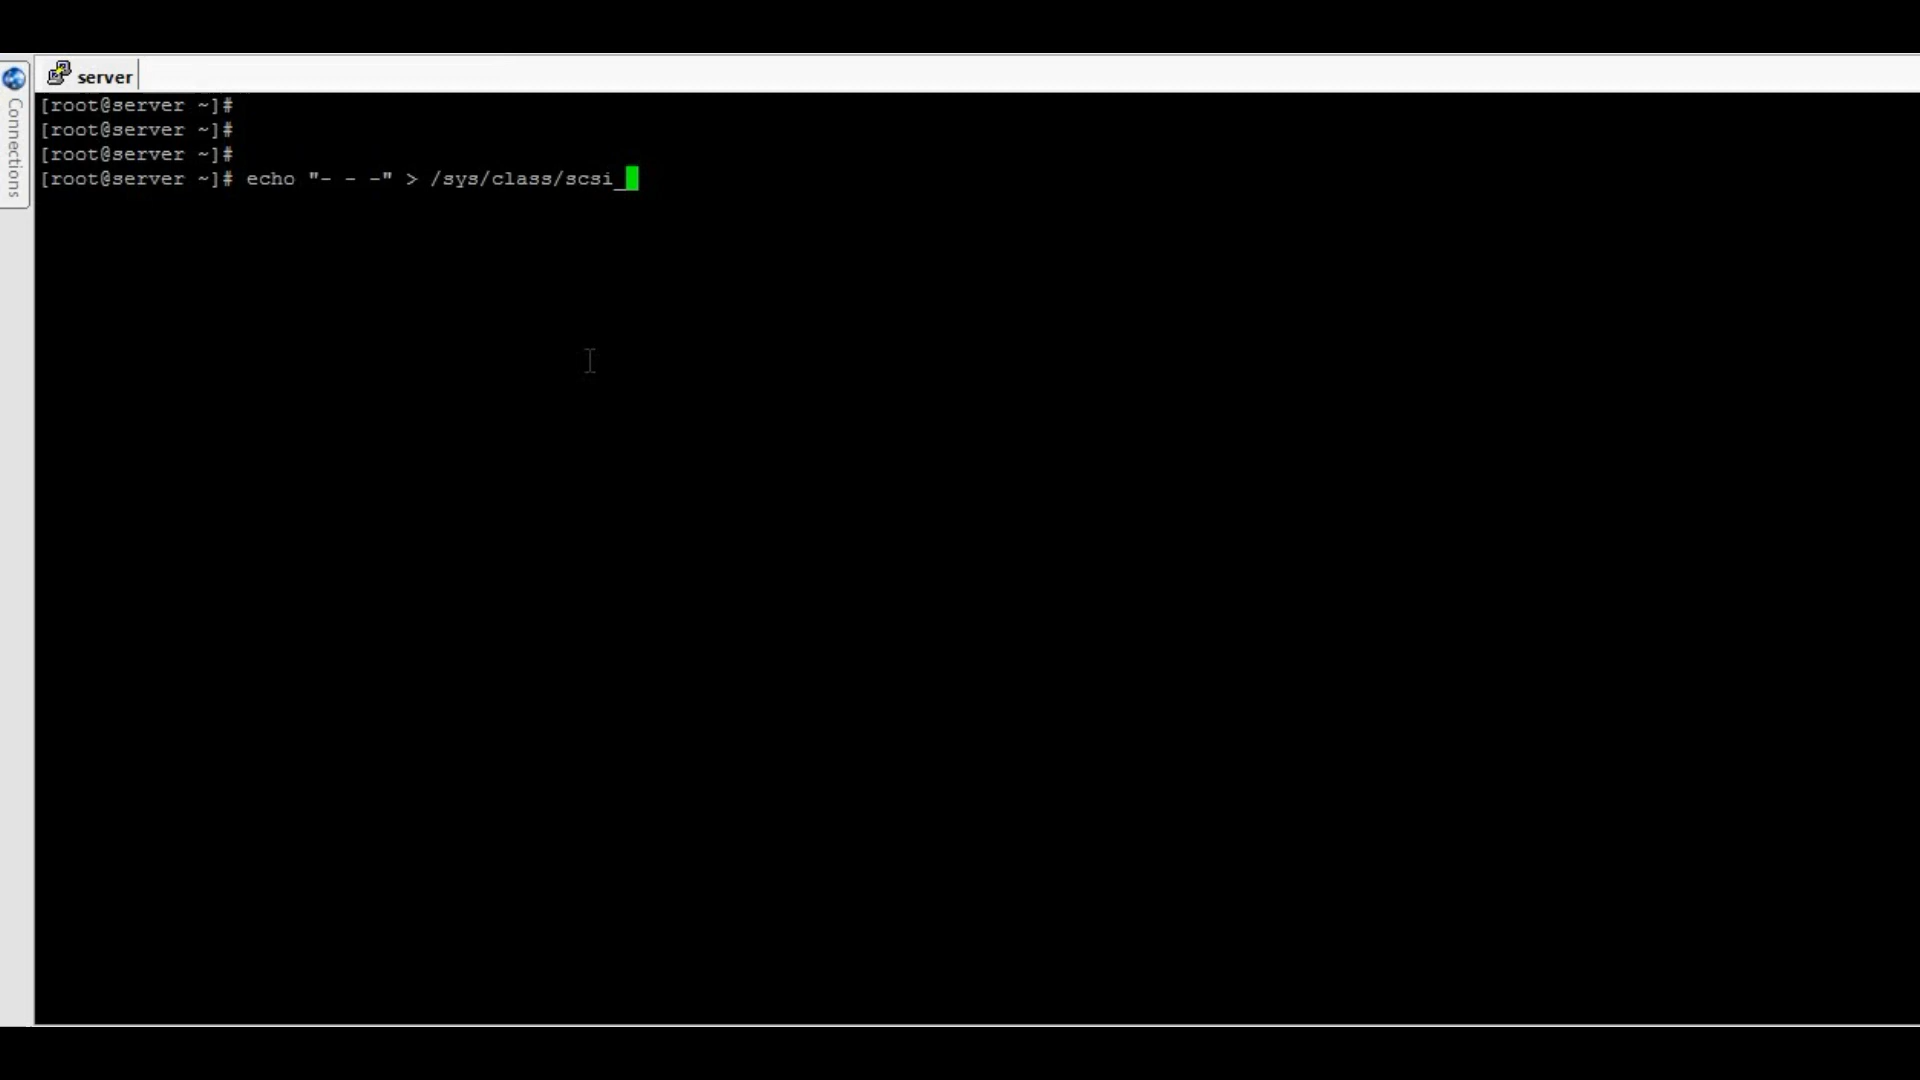 server
Connections
[root@server ~]#
[root@server ~]#
[root@server ~]#
[root@server ~]# echo "- - -" > /sys/class/scsi_